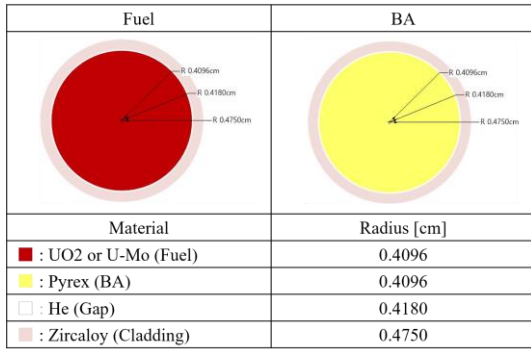 Fuel BA
R 0.4096cm R 0.4096cm
R 0.4180cm R 0.4180cm
R 0.4750cm R 0.4750cm
Material Radius [cm]
: UO2 or U-Mo (Fuel) 0.4096
: Pyrex (BA) 0.4096
: He (Gap) 0.4180
: Zircaloy (Cladding) 0.4750